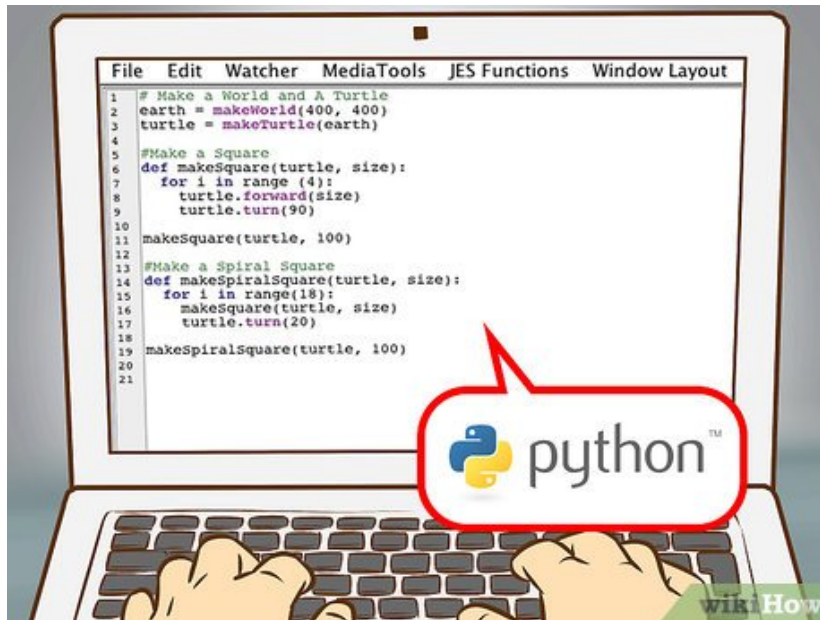 File Edit Watcher MediaTools JES Functions Window Layout
1 # Make a World and A Turtle
2 earth = makeWorld(400, 400)
3 turtle = makeTurtle(earth)
4
5 #Make a Square
6 def makeSquare(turtle, size):
7   for i in range (4):
8     turtle.forward(size)
9     turtle.turn(90)
10
11 makeSquare(turtle, 100)
12
13 #Make a Spiral Square
14 def makeSpiralSquare(turtle, size):
15   for i in range(18):
16     makeSquare(turtle, size)
17     turtle.turn(20)
18
19 makeSpiralSquare(turtle, 100)
20
21
python™
wikiHow